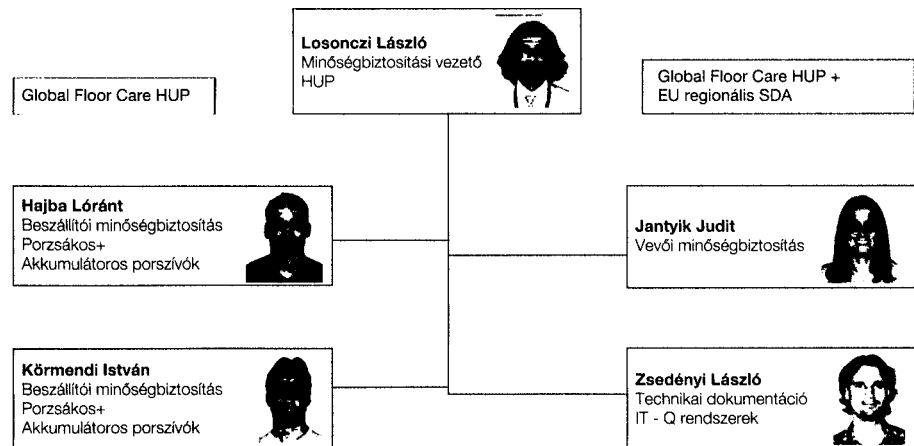 Losonczi László
Minőségbiztosítási vezető
HUP
Global Floor Care HUP
Global Floor Care HUP +
EU regionális SDA
Hajba Lóránt
Beszállítói minőségbiztosítás
Porzsákos+
Akkumulátoros porszívók
Jantyik Judit
Vevői minőségbiztosítás
Körmendi István
Beszállítói minőségbiztosítás
Porzsákos+
Akkumulátoros porszívók
Zsedényi László
Technikai dokumentáció
IT - Q rendszerek